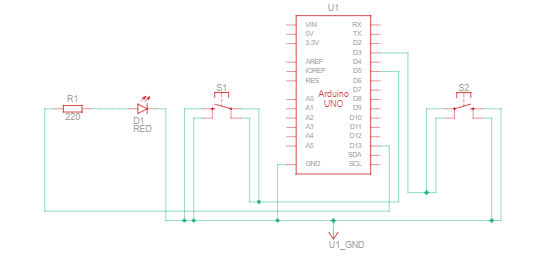 U1
VIN
5V
3.3V
AREF
IOREF
RES
A0
A1
A2
A3
A4
A5
GND
Arduino
UNO
RX
TX
D2
D3
D4
D5
D6
D7
D8
D9
D10
D11
D12
D13
SDA
SCL
R1
220
D1
RED
S1
S2
U1_GND